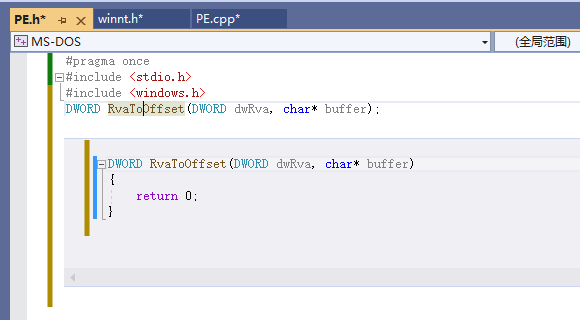 PE.h* winnt.h* PE.cpp*
MS-DOS (全局范围)
#pragma once
#include <stdio.h>
#include <windows.h>
DWORD RvaToOffset(DWORD dwRva, char* buffer);
DWORD RvaToOffset(DWORD dwRva, char* buffer)
{
return 0;
}